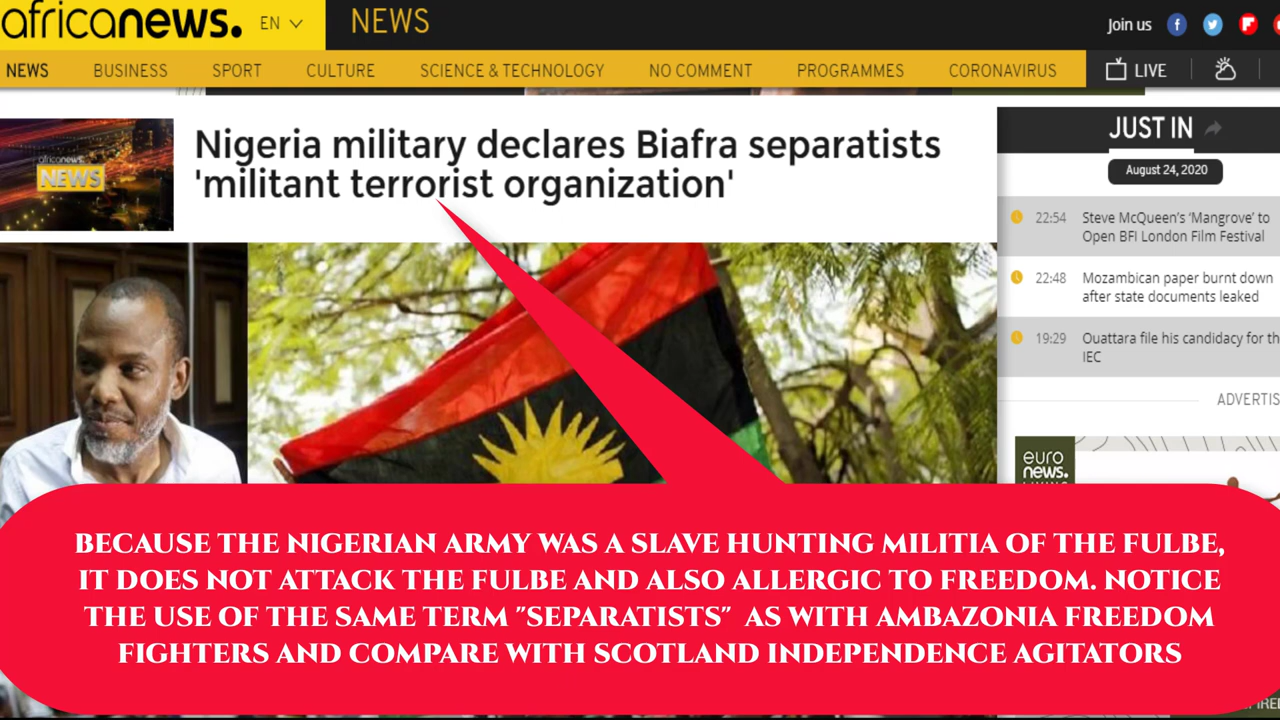 africanews.
EN
NEWS
Join us
NEWS
BUSINESS
SPORT
CULTURE
SCIENCE & TECHNOLOGY
NO COMMENT
PROGRAMMES
CORONAVIRUS
LIVE
africanews.
NEWS
Nigeria military declares Biafra separatists
'militant terrorist organization'
JUST IN
August 24, 2020
22:54
Steve McQueen's 'Mangrove' to
Open BFI London Film Festival
22:48
Mozambican paper burnt down
after state documents leaked
19:29
Ouattara file his candidacy for th
IEC
ADVERTIS
euro
news.
BECAUSE THE NIGERIAN ARMY WAS A SLAVE HUNTING MILITIA OF THE FULBE,
IT DOES NOT ATTACK THE FULBE AND ALSO ALLERGIC TO FREEDOM. NOTICE
THE USE OF THE SAME TERM "SEPARATISTS" AS WITH AMBAZONIA FREEDOM
FIGHTERS AND COMPARE WITH SCOTLAND INDEPENDENCE AGITATORS